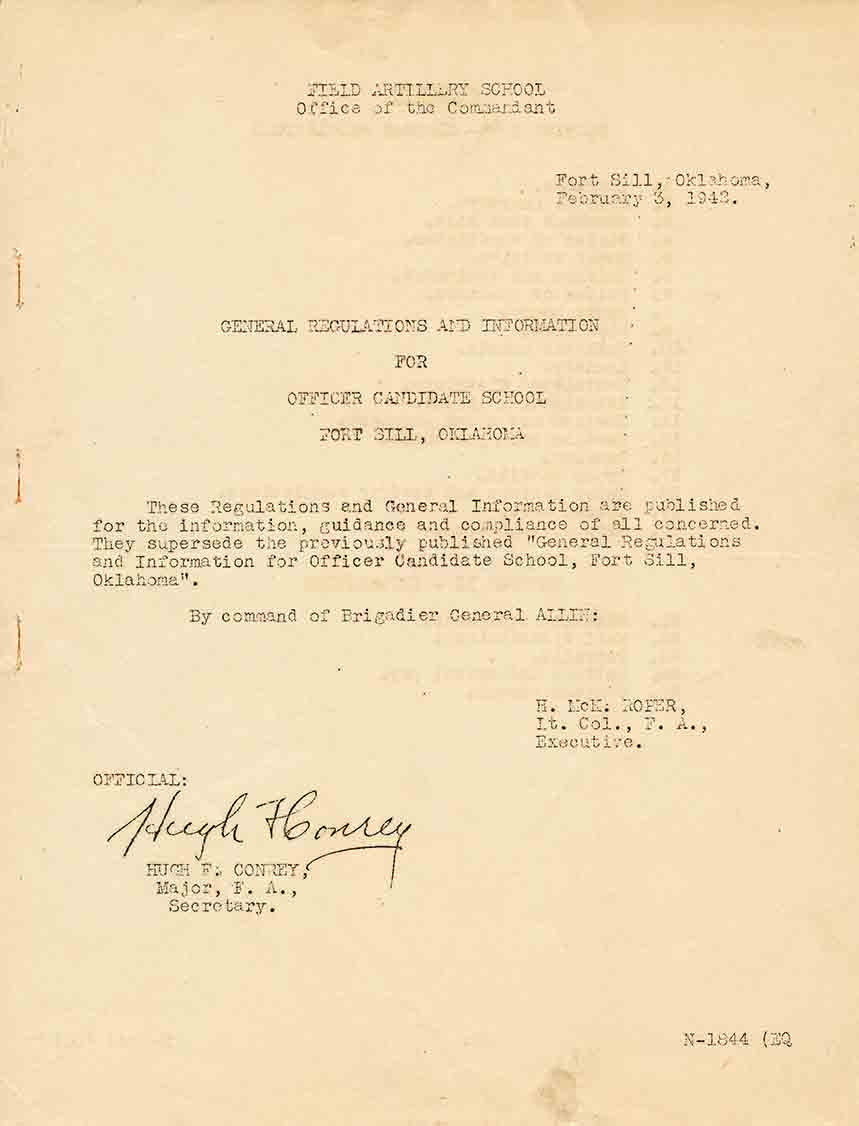 FIELD ARTILLERY SCHOOL
Office of the Commandant
Fort Sill, Oklahoma,
February 3, 1942.
GENERAL REGULATIONS AND INFORMATION
FOR
OFFICER CANDIDATE SCHOOL
FORT SILL, OKLAHOMA
These Regulations and General Information are published
for the information, guidance and compliance of all concerned.
They supersede the previously published "General Regulations
and Information for Officer Candidate School, Fort Sill,
Oklahoma".
By command of Brigadier General ALLIN:
H. McM. ROPER,
Lt. Col., F. A.,
Executive.
OFFICIAL:
Hugh F Conrey
HUGH F. CONREY,
Major, F. A.,
Secretary.
N-1844 (EQ